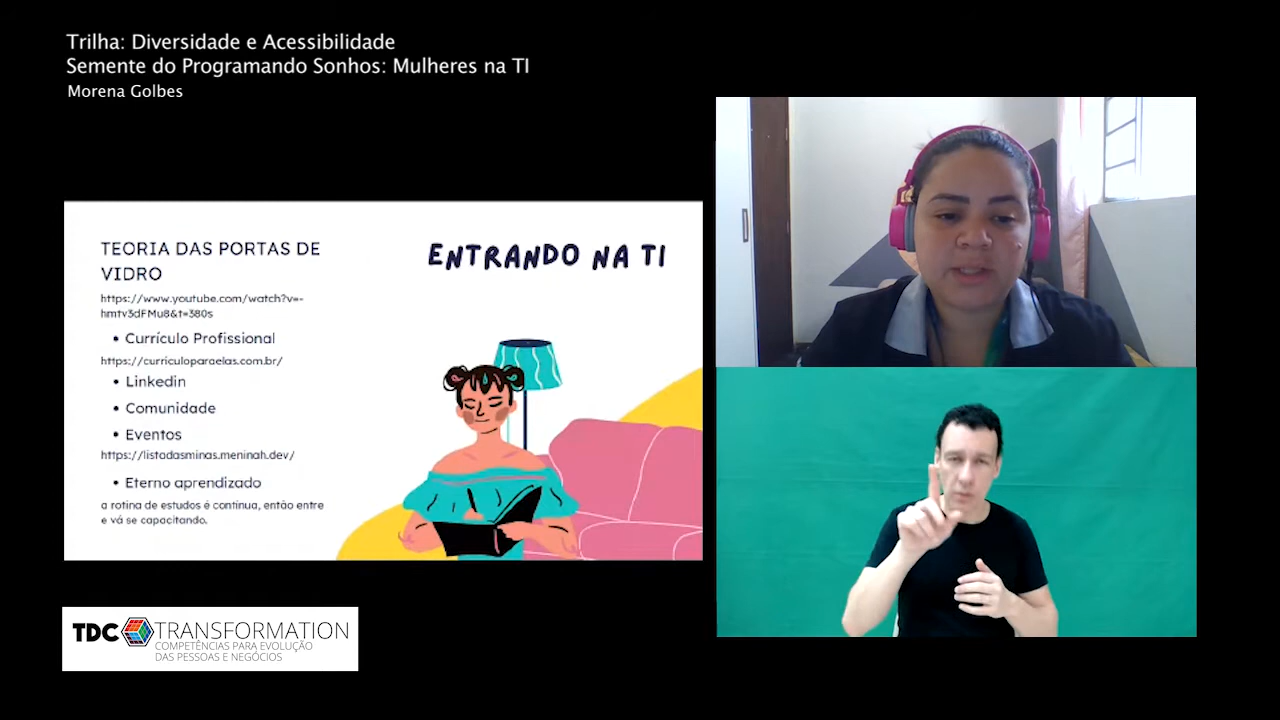 Trilha: Diversidade e Acessibilidade
Semente do Programando Sonhos: Mulheres na TI
Morena Golbes
TEORIA DAS PORTAS DE
VIDRO
https://www.youtube.com/watch?v=-
hmtv3dFMu8&t=380s
• Currículo Profissional
https://curriculoparaelas.com.br/
• Linkedin
• Comunidade
• Eventos
https://listadasminas.meninah.dev/
• Eterno aprendizado
a rotina de estudos é continua, então entre
e vá se capacitando.
ENTRANDO NA TI
TDC TRANSFORMATION
COMPETÊNCIAS PARA EVOLUÇÃO
DAS PESSOAS E NEGÓCIOS